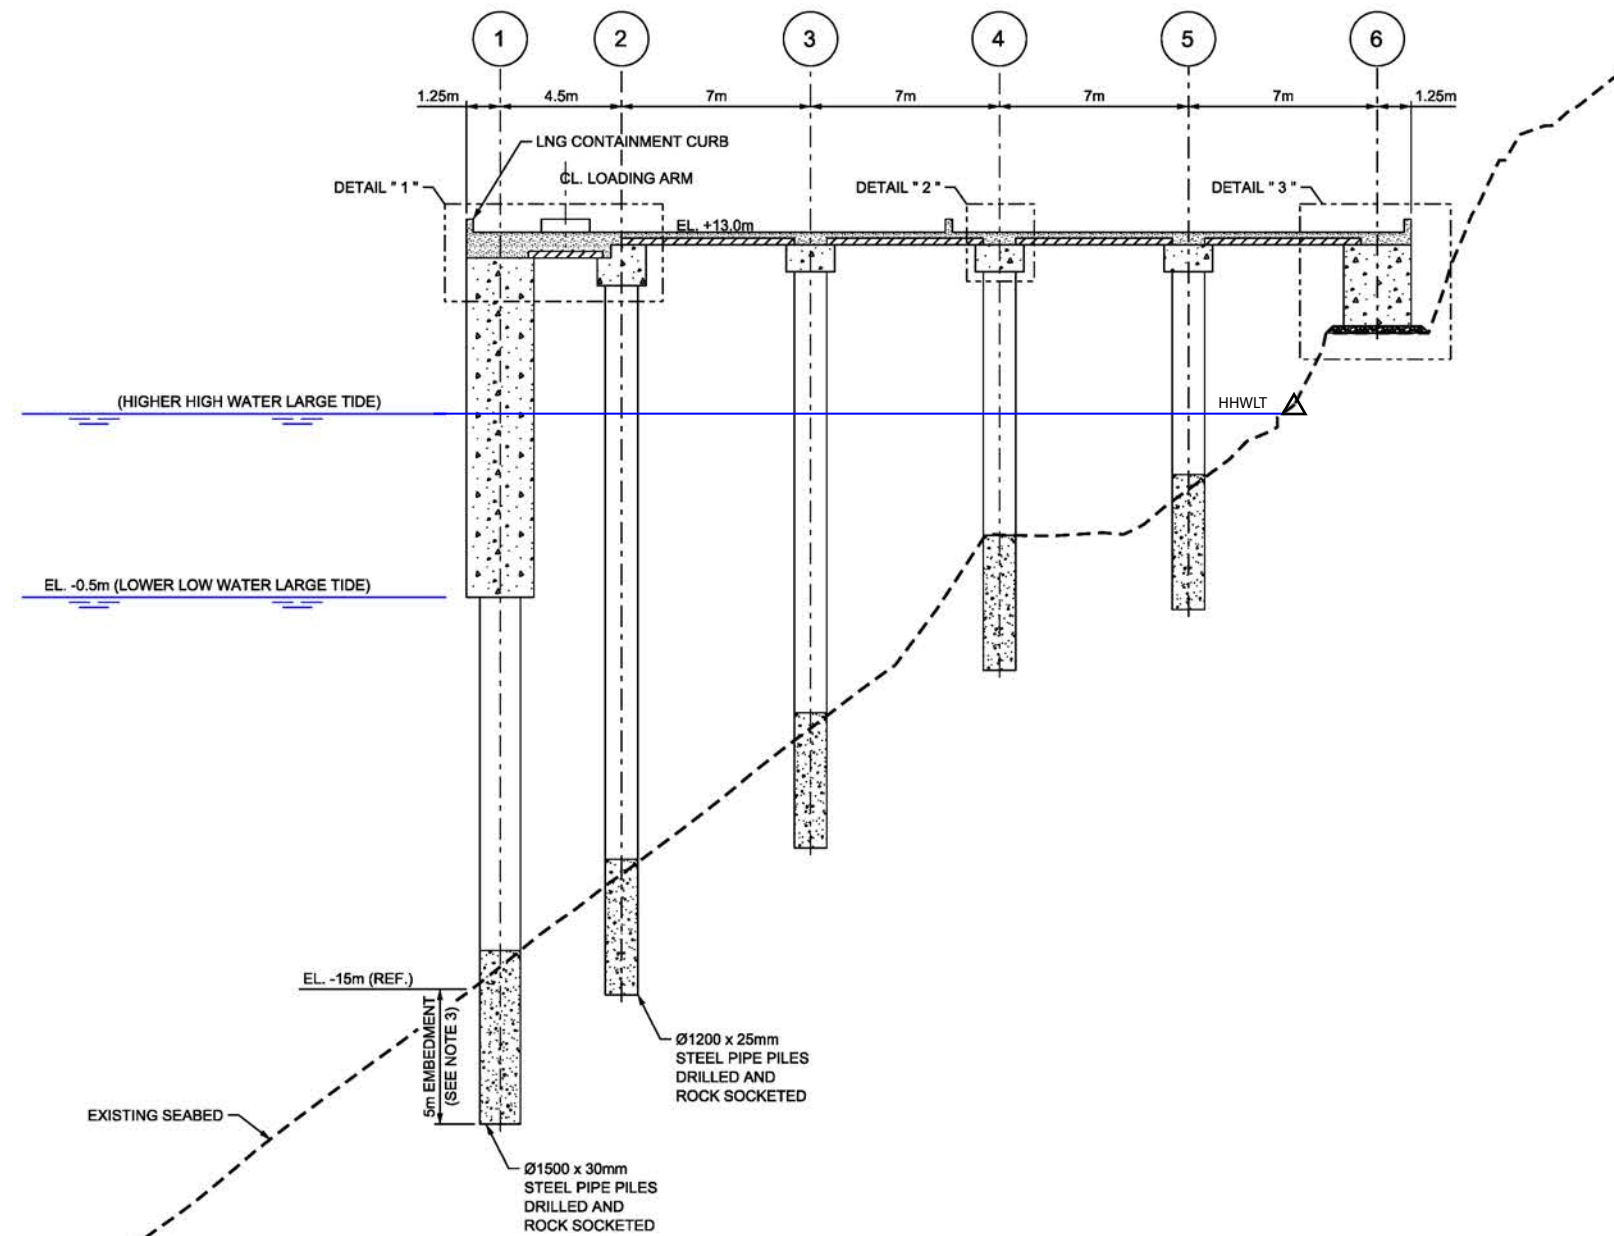 1 2 3 4 5 6
1.25m 4.5m 7m 7m 7m 7m 1.25m
LNG CONTAINMENT CURB
CL. LOADING ARM
DETAIL " 1 "
DETAIL " 2 "
DETAIL " 3 "
EL. +13.0m
(HIGHER HIGH WATER LARGE TIDE)
HHWLT
EL. -0.5m (LOWER LOW WATER LARGE TIDE)
EL. -15m (REF.)
5m EMBEDMENT
(SEE NOTE 3)
Ø1200 x 25mm
STEEL PIPE PILES
DRILLED AND
ROCK SOCKETED
EXISTING SEABED
Ø1500 x 30mm
STEEL PIPE PILES
DRILLED AND
ROCK SOCKETED